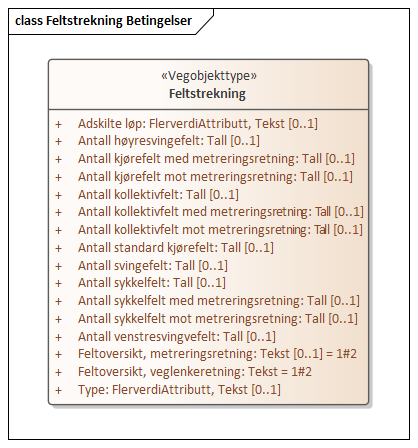 class Feltstrekning Betingelser
«Vegobjekttype»
Feltstrekning
+ Adskilte løp: FlerverdiAttributt, Tekst [0..1]
+ Antall høyresvingefelt: Tall [0..1]
+ Antall kjørefelt med metreringsretning: Tall [0..1]
+ Antall kjørefelt mot metreringsretning: Tall [0..1]
+ Antall kollektivfelt: Tall [0..1]
+ Antall kollektivfelt med metreringsretning: Tall [0..1]
+ Antall kollektivfelt mot metreringsretning: Tall [0..1]
+ Antall standard kjørefelt: Tall [0..1]
+ Antall svingefelt: Tall [0..1]
+ Antall sykkelfelt: Tall [0..1]
+ Antall sykkelfelt med metreringsretning: Tall [0..1]
+ Antall sykkelfelt mot metreringsretning: Tall [0..1]
+ Antall venstresvingvefelt: Tall [0..1]
+ Feltoversikt, metreringsretning: Tekst [0..1] = 1#2
+ Feltoversikt, veglenkeretning: Tekst = 1#2
+ Type: FlerverdiAttributt, Tekst [0..1]